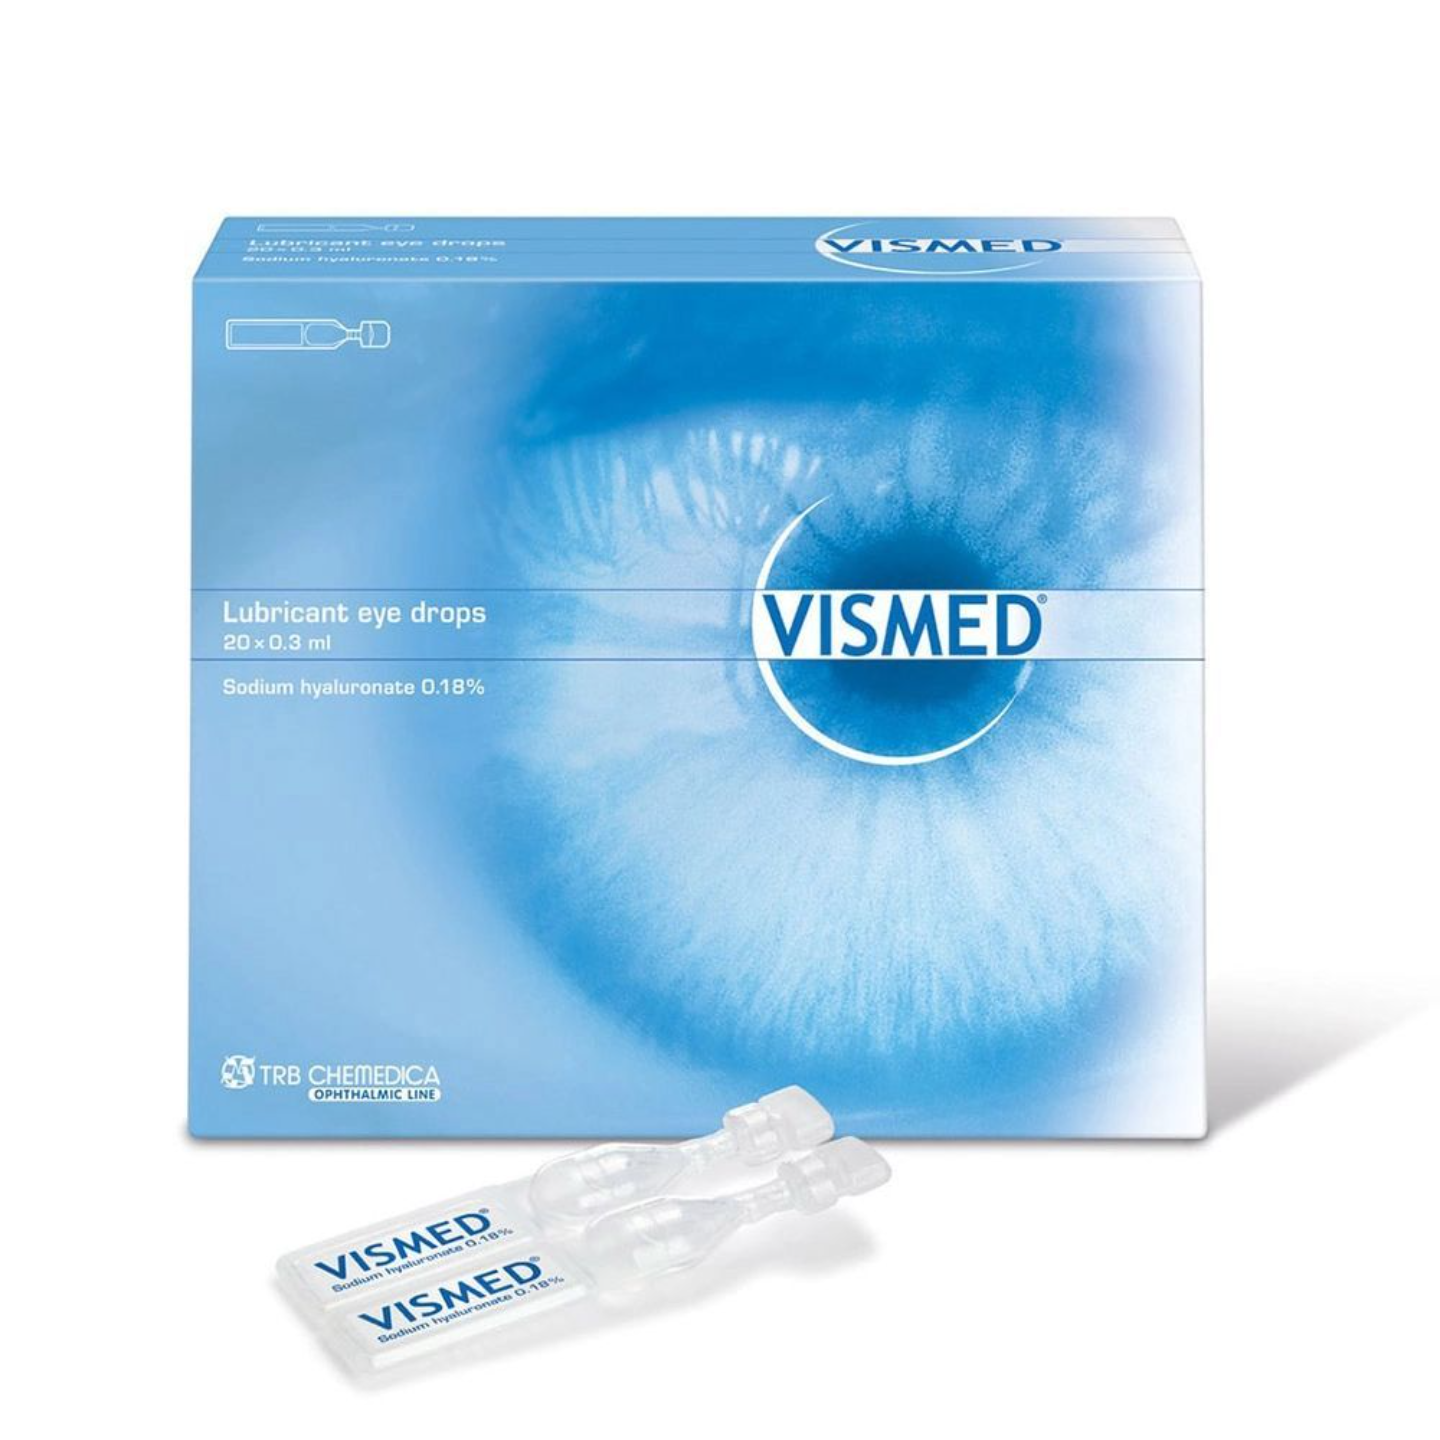 Lubricant eye drops
20 x 0.3 ml
Sodium hyaluronate 0.18%
VISMED
Lubricant eye drops
20 x 0.3 ml
Sodium hyaluronate 0.18%
VISMED®
TRB CHEMEDICA
OPHTHALMIC LINE
VISMED®
Sodium hyaluronate 0.18%
VISMED®
Sodium hyaluronate 0.18%